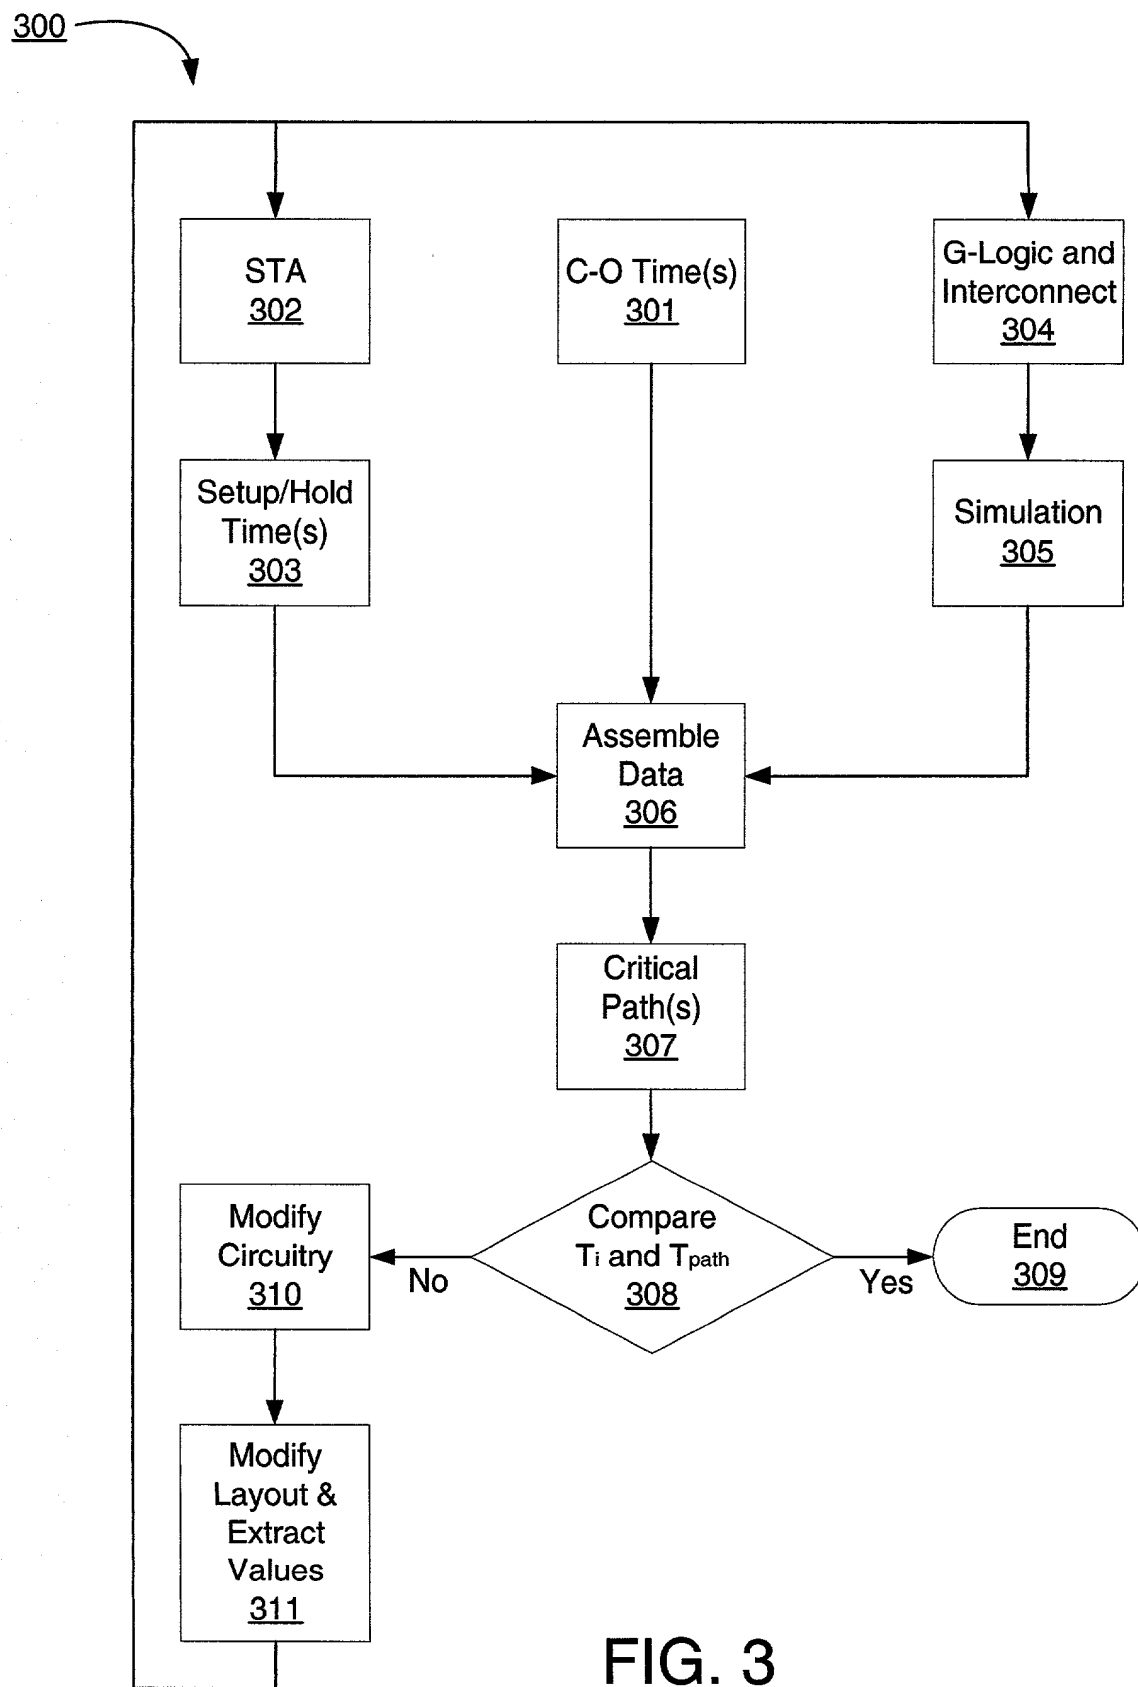 300
STA
302
C-O Time(s)
301
G-Logic and
Interconnect
304
Setup/Hold
Time(s)
303
Simulation
305
Assemble
Data
306
Critical
Path(s)
307
Modify
Circuitry
310
No
Compare
Ti and Tpath
308
Yes
End
309
Modify
Layout &
Extract
Values
311
FIG. 3